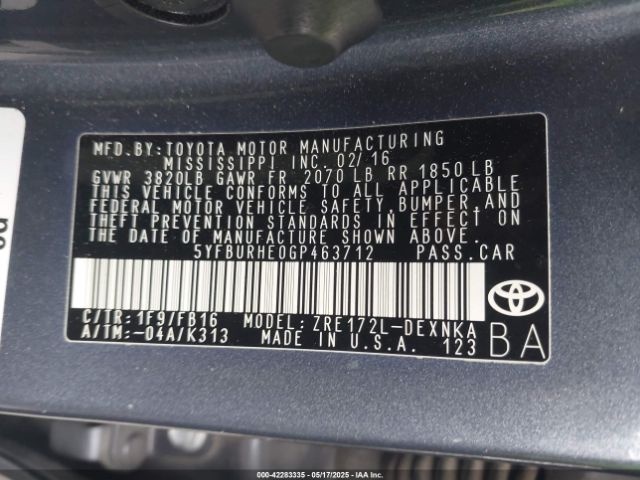 MFD. BY:TOYOTA MOTOR MANUFACTURING
MISSISSIPPI INC. 02/16
GVWR 3820LB GAWR FR 2070 LB RR 1850 LB
THIS VEHICLE CONFORMS TO ALL APPLICABLE
FEDERAL MOTOR VEHICLE SAFETY, BUMPER, AND
THEFT PREVENTION STANDARDS IN EFFECT ON
THE DATE OF MANUFACTURE SHOWN ABOVE.
5YFBURHE0GP463712 PASS.CAR
C/TR:1F9/FB16 MODEL:ZRE172L-DEXNKA
A/TM:-04A/K313 MADE IN U.S.A. 123
TOYOTA
BA
000-42283335 - 05/17/2025 - IAAI.COM